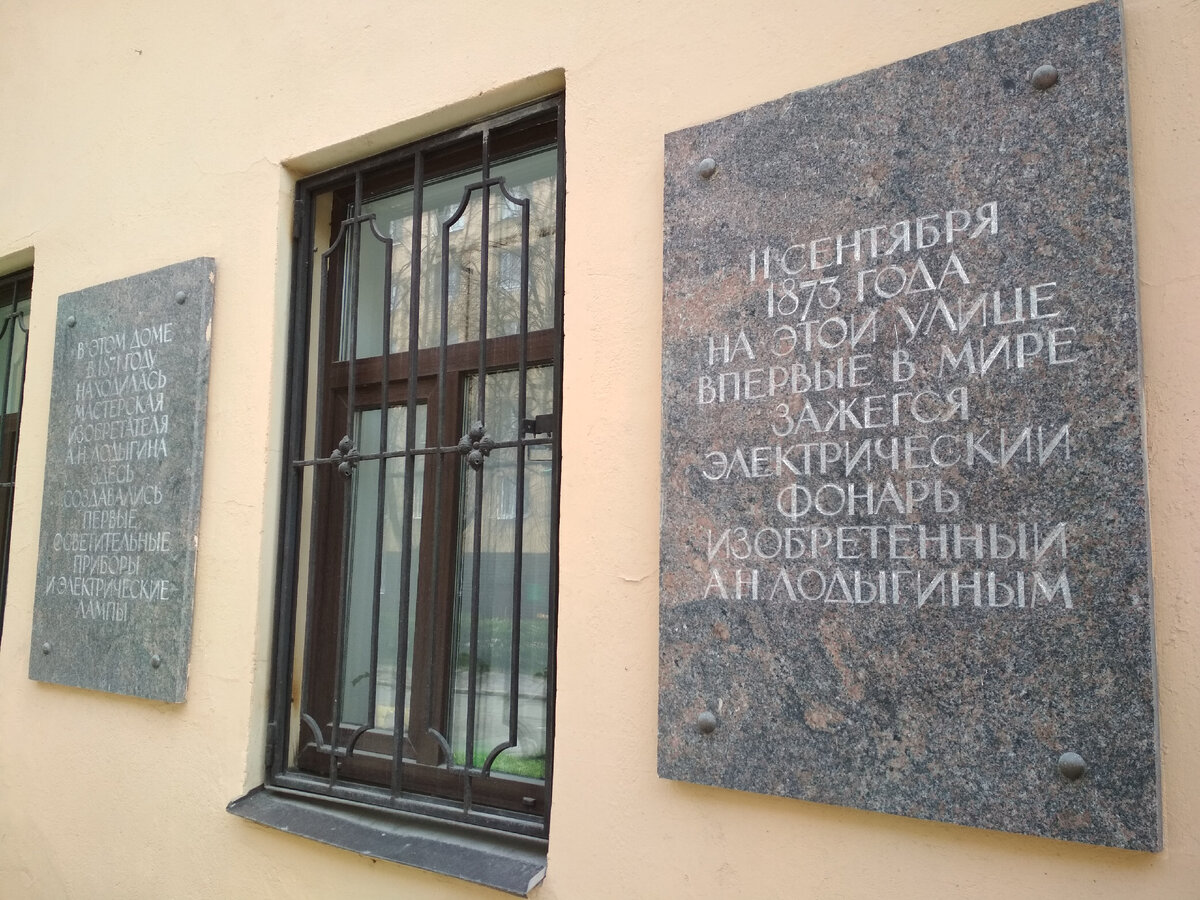 В ЭТОМ ДОМЕ
В 1871 ГОДУ
НАХОДИЛАСЬ
МАСТЕРСКАЯ
ИЗОБРЕТАТЕЛЯ
А.Н. ЛОДЫГИНА
ЗДЕСЬ
СОЗДАВАЛИСЬ
ПЕРВЫЕ
ОСВЕТИТЕЛЬНЫЕ
ПРИБОРЫ
И ЭЛЕКТРИЧЕСКИЕ
ЛАМПЫ
11 СЕНТЯБРЯ
1873 ГОДА
НА ЭТОЙ УЛИЦЕ
ВПЕРВЫЕ В МИРЕ
ЗАЖЕГСЯ
ЭЛЕКТРИЧЕСКИЙ
ФОНАРЬ
ИЗОБРЕТЕННЫЙ
А Н ЛОДЫГИНЫМ